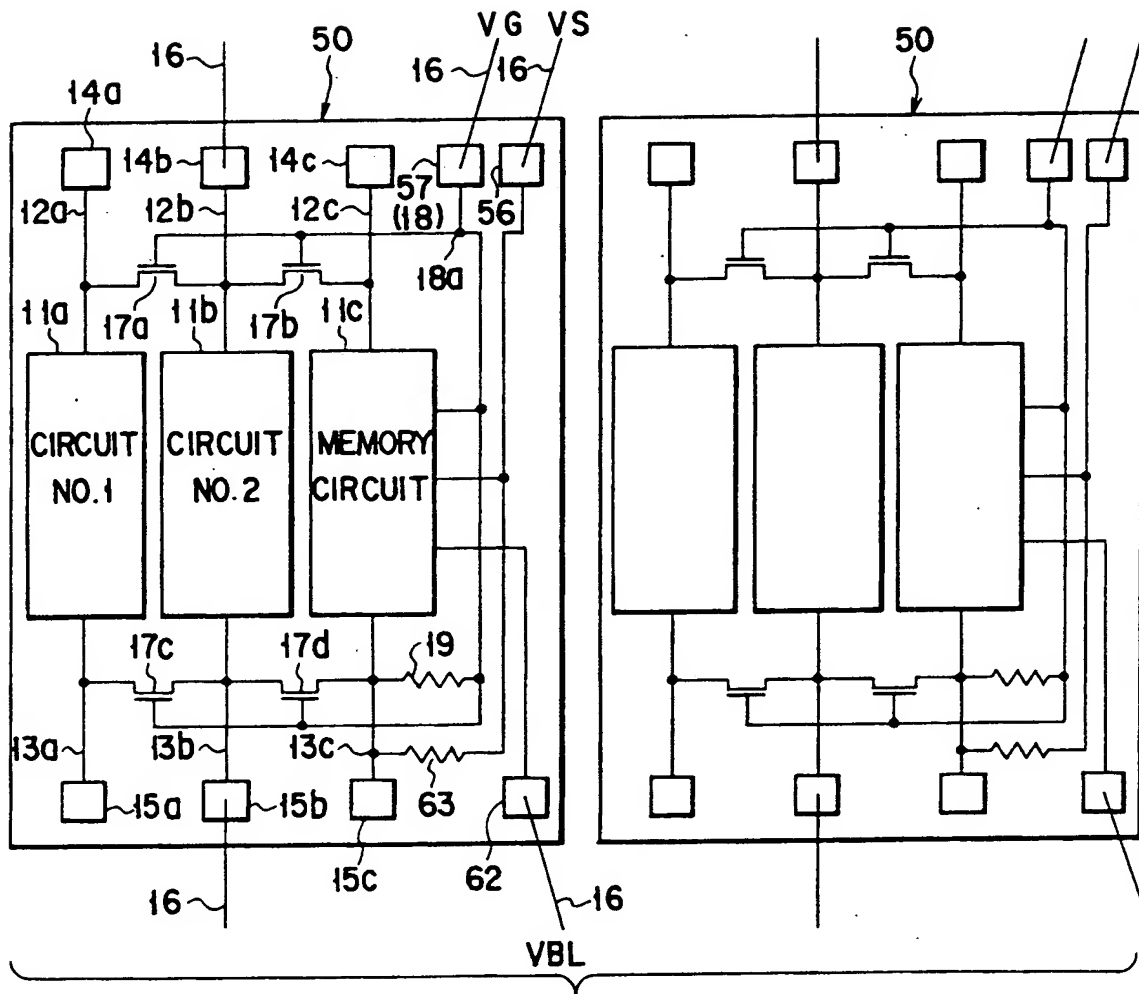 VG VS
50
50
16
16
16
14a
14b
14c
57
(18)
56
12a
12b
12c
18a
17a
17b
11a
11b
11c
CIRCUIT
NO.1
CIRCUIT
NO.2
MEMORY
CIRCUIT
17c
17d
19
13a
13b
13c
63
15a
15b
15c
62
16
16
VBL